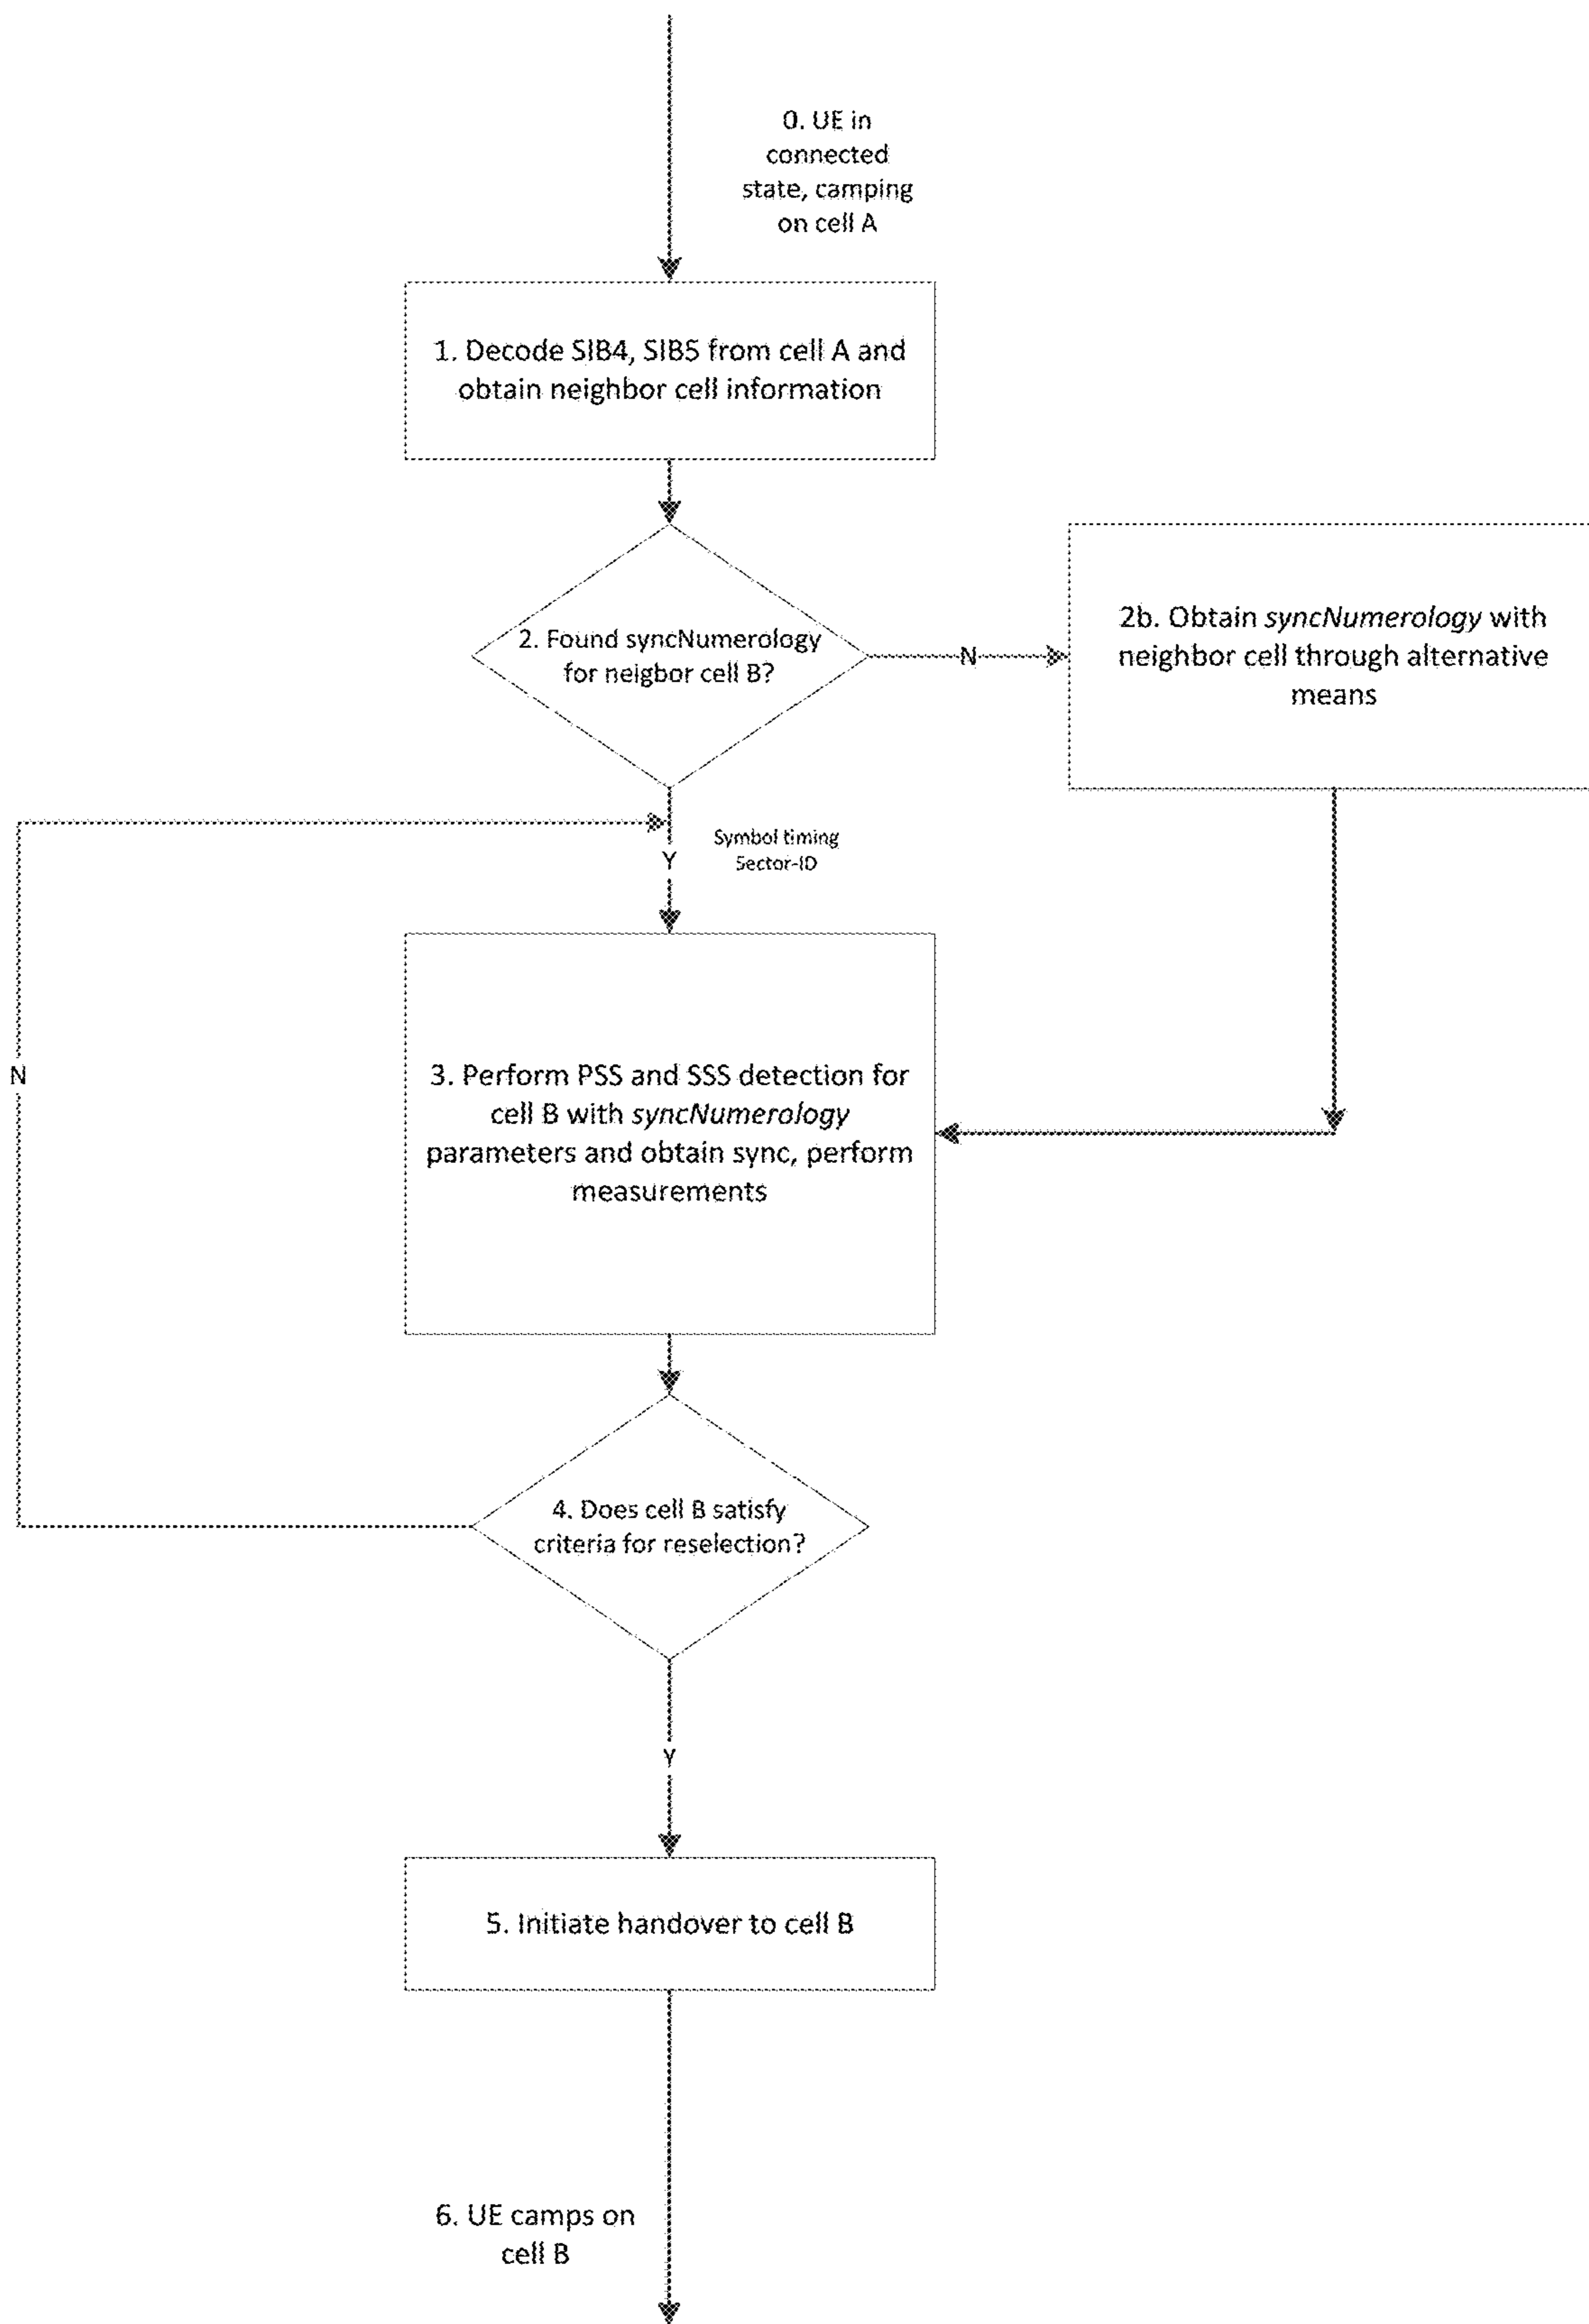 0. UE in
connected
state, camping
on cell A
1. Decode SIB4, SIB5 from cell A and
obtain neighbor cell information
2. Found syncNumerology
for neigbor cell B?
N
2b. Obtain syncNumerology with
neighbor cell through alternative
means
Symbol timing
Sector-ID
Y
N
3. Perform PSS and SSS detection for
cell B with syncNumerology
parameters and obtain sync, perform
measurements
4. Does cell B satisfy
criteria for reselection?
Y
5. Initiate handover to cell B
6. UE camps on
cell B